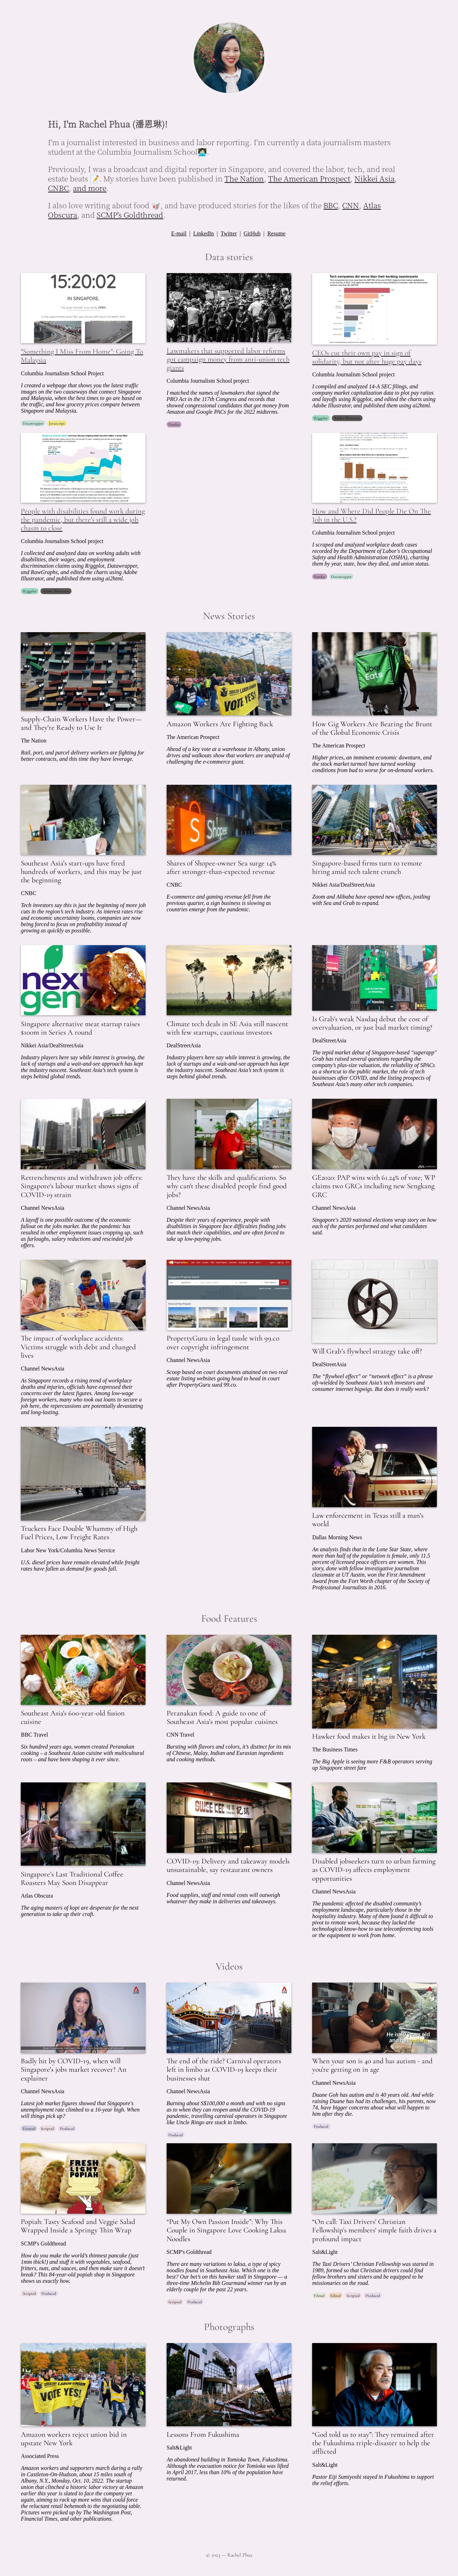 Hi, I'm Rachel Phua (潘恩琳)!
I'm a journalist interested in business and labor reporting. I'm currently a data journalism masters
student at the Columbia Journalism School
Previously, I was a broadcast and digital reporter in Singapore, and covered the labor, tech, and real
estate beats 📝. My stories have been published in The Nation, The American Prospect, Nikkei Asia,
CNBC, and more.
I also love writing about food 🥡, and have produced stories for the likes of the BBC, CNN, Atlas
Obscura, and SCMP's Goldthread.
E-mail | LinkedIn | Twitter | GitHub | Resume
Data stories
15:20:02
IN SINGAPORE,
"Something I Miss From Home": Going To
Malaysia
Columbia Journalism School Project
I created a webpage that shows you the latest traffic
images on the two causeways that connect Singapore
and Malaysia, when the best times to go are based on
the traffic, and how grocery prices compare between
Singapore and Malaysia.
Datawrapper Javascript
Lawmakers that supported labor reforms
got campaign money from anti-union tech
giants
Columbia Journalism School project
I matched the names of lawmakers that signed the
PRO Act in the 117th Congress and records that
showed congressional candidates receiving money from
Amazon and Google PACs for the 2022 midterms.
Pandas
Tech companies did worse than their banking counterparts
CEOs cut their own pay in sign of
solidarity, but not after huge pay days
Columbia Journalism School project
I compiled and analyzed 14-A SEC filings, and
company market capitalization data to plot pay ratios
and layoffs using R/ggplot, and edited the charts using
Adobe Illustrator, and published them using ai2html.
R/ggplot Adobe Illustrator
People with disabilities found work during
the pandemic, but there's still a wide job
chasm to close
Columbia Journalism School project
I collected and analyzed data on working adults with
disabilities, their wages, and employment
discrimination claims using R/ggplot, Datawrapper,
and RawGraphs, and edited the charts using Adobe
Illustrator, and published them using ai2html.
R/ggplot Adobe Illustrator
How and Where Did People Die On The
Job in the U.S.?
Columbia Journalism School project
I scraped and analyzed workplace death cases
recorded by the Department of Labor's Occupational
Safety and Health Administration (OSHA), charting
them by year, state, how they died, and union status.
Pandas Datawrapper
News Stories
Supply-Chain Workers Have the Power—
and They're Ready to Use It
The Nation
Rail, port, and parcel delivery workers are fighting for
better contracts, and this time they have leverage.
VOTE YES!
Amazon Workers Are Fighting Back
The American Prospect
Ahead of a key vote at a warehouse in Albany, union
drives and walkouts show that workers are unafraid of
challenging the e-commerce giant.
Uber
Eats
How Gig Workers Are Bearing the Brunt
of the Global Economic Crisis
The American Prospect
Higher prices, an imminent economic downturn, and
the stock market turmoil have turned working
conditions from bad to worse for on-demand workers.
Southeast Asia's start-ups have fired
hundreds of workers, and this may be just
the beginning
CNBC
Tech investors say this is just the beginning of more job
cuts in the region's tech industry. As interest rates rise
and economic uncertainty looms, companies are now
being forced to focus on profitability instead of
growing as quickly as possible.
Shares of Shopee-owner Sea surge 14%
after stronger-than-expected revenue
CNBC
E-commerce and gaming revenue fell from the
previous quarter, a sign business is slowing as
countries emerge from the pandemic.
Singapore-based firms turn to remote
hiring amid tech talent crunch
Nikkei Asia/DealStreetAsia
Zoom and Alibaba have opened new offices, jostling
with Sea and Grab to expand.
next
gen
Singapore alternative meat startup raises
$100m in Series A round
Nikkei Asia/DealStreetAsia
Industry players here say while interest is growing, the
lack of startups and a wait-and-see approach has kept
the industry nascent. Southeast Asia's tech system is
steps behind global trends.
Climate tech deals in SE Asia still nascent
with few startups, cautious investors
DealStreetAsia
Industry players here say while interest is growing, the
lack of startups and a wait-and-see approach has kept
the industry nascent. Southeast Asia's tech system is
steps behind global trends.
Is Grab's weak Nasdaq debut the cost of
overvaluation, or just bad market timing?
DealStreetAsia
The tepid market debut of Singapore-based "superapp"
Grab has raised several questions regarding the
company's plus-size valuation, the reliability of SPACs
as a shortcut to the public market, the role of tech
businesses after COVID, and the listing prospects of
Southeast Asia's many other tech companies.
Retrenchments and withdrawn job offers:
Singapore's labour market shows signs of
COVID-19 strain
Channel NewsAsia
A layoff is one possible outcome of the economic
fallout on the jobs market. But the pandemic has
resulted in other employment issues cropping up, such
as furloughs, salary reductions and rescinded job
offers.
They have the skills and qualifications. So
why can't these disabled people find good
jobs?
Channel NewsAsia
Despite their years of experience, people with
disabilities in Singapore face difficulties finding jobs
that match their capabilities, and are often forced to
take up low-paying jobs.
GE2020: PAP wins with 61.24% of vote; WP
claims two GRCs including new Sengkang
GRC
Channel NewsAsia
Singapore's 2020 national elections wrap story on how
each of the parties performed and what candidates
said.
The impact of workplace accidents:
Victims struggle with debt and changed
lives
Channel NewsAsia
As Singapore records a rising trend of workplace
deaths and injuries, officials have expressed their
concerns over the latest figures. Among low-wage
foreign workers, many who took out loans to secure a
job here, the repercussions are potentially devastating
and long-lasting.
PropertyGuru in legal tussle with 99.co
over copyright infringement
Channel NewsAsia
Scoop based on court documents attained on two real
estate listing websites going head to head in court
after PropertyGuru sued 99.co.
Will Grab's flywheel strategy take off?
DealStreetAsia
The "flywheel effect" or "network effect" is a phrase
oft-wielded by Southeast Asia's tech investors and
consumer internet bigwigs. But does it really work?
Truckers Face Double Whammy of High
Fuel Prices, Low Freight Rates
Labor New York/Columbia News Service
U.S. diesel prices have remain elevated while freight
rates have fallen as demand for goods fall.
SHERIFF
Law enforcement in Texas still a man's
world
Dallas Morning News
An analysis finds that in the Lone Star State, where
more than half of the population is female, only 11.5
percent of licensed peace officers are women. This
story, done with fellow investigative journalism
classmate at UT Austin, won the First Amendment
Award from the Fort Worth chapter of the Society of
Professional Journalists in 2016.
Food Features
Southeast Asia's 600-year-old fusion
cuisine
BBC Travel
Six hundred years ago, women created Peranakan
cooking – a Southeast Asian cuisine with multicultural
roots – and have been shaping it ever since.
Peranakan food: A guide to one of
Southeast Asia's most popular cuisines
CNN Travel
Bursting with flavors and colors, it's distinct for its mix
of Chinese, Malay, Indian and Eurasian ingredients
and cooking methods.
Hawker food makes it big in New York
The Business Times
The Big Apple is seeing more F&B operators serving
up Singapore street fare
Singapore's Last Traditional Coffee
Roasters May Soon Disappear
Atlas Obscura
The aging masters of kopi are desperate for the next
generation to take up their craft.
COVID-19: Delivery and takeaway models
unsustainable, say restaurant owners
Channel NewsAsia
Food supplies, staff and rental costs will outweigh
whatever they make in deliveries and takeaways.
Disabled jobseekers turn to urban farming
as COVID-19 affects employment
opportunities
Channel NewsAsia
The pandemic affected the disabled community's
employment landscape, particularly those in the
hospitality industry. Many of them found it difficult to
pivot to remote work, because they lacked the
technological know-how to use teleconferencing tools
or the equipment to work from home.
Videos
Badly hit by COVID-19, when will
Singapore's jobs market recover? An
explainer
Channel NewsAsia
Latest job market figures showed that Singapore's
unemployment rate climbed to a 16-year high. When
will things pick up?
Scripted Produced
The end of the ride? Carnival operators
left in limbo as COVID-19 keeps their
businesses shut
Channel NewsAsia
Burning about S$100,000 a month and with no signs
as to when they can reopen amid the COVID-19
pandemic, travelling carnival operators in Singapore
like Uncle Ringo are stuck in limbo.
Produced
When your son is 40 and has autism - and
you're getting on in age
Channel NewsAsia
Duane Goh has autism and is 40 years old. And while
raising Duane has had its challenges, his parents, now
74, have bigger concerns about what will happen to
him after they die.
Produced
FRESH
LIGHT
POPIAH
Popiah: Tasty Seafood and Veggie Salad
Wrapped Inside a Springy Thin Wrap
SCMP's Goldthread
How do you make the world's thinnest pancake (just
1mm thick!) and stuff it with vegetables, seafood,
fritters, nuts, and sauces, and then make sure it doesn't
break? This 84-year-old popiah shop in Singapore
shows us exactly how.
Scripted Produced
"Put My Own Passion Inside": Why This
Couple in Singapore Love Cooking Laksa
Noodles
SCMP's Goldthread
There are many variations to laksa, a type of spicy
noodles found in Southeast Asia. Which one is the
best? Our bet's on this hawker stall in Singapore — a
three-time Michelin Bib Gourmand winner run by an
elderly couple for the past 22 years.
Scripted Produced
"On call: Taxi Drivers' Christian
Fellowship's members' simple faith drives a
profound impact
Salt&Light
The Taxi Drivers' Christian Fellowship was started in
1989, formed so that Christian drivers could find
fellow brothers and sisters and be equipped to be
missionaries on the road.
Filmed Edited Scripted Produced
Photographs
VOTE YES!
Amazon workers reject union bid in
upstate New York
Associated Press
Amazon workers and supporters march during a rally
in Castleton-On-Hudson, about 15 miles south of
Albany, N.Y., Monday, Oct. 10, 2022. The startup
union that clinched a historic labor victory at Amazon
earlier this year is slated to face the company yet
again, aiming to rack up more wins that could force
the reluctant retail behemoth to the negotiating table.
Pictures were picked up by The Washington Post,
Financial Times, and other publications.
Lessons From Fukushima
Salt&Light
An abandoned building in Tomioka Town, Fukushima.
Although the evacuation notice for Tomioka was lifted
in April 2017, less than 10% of the population have
returned.
"God told us to stay": They remained after
the Fukushima triple-disaster to help the
afflicted
Salt&Light
Pastor Eiji Sumiyoshi stayed in Fukushima to support
the relief efforts.
© 2023 — Rachel Phua